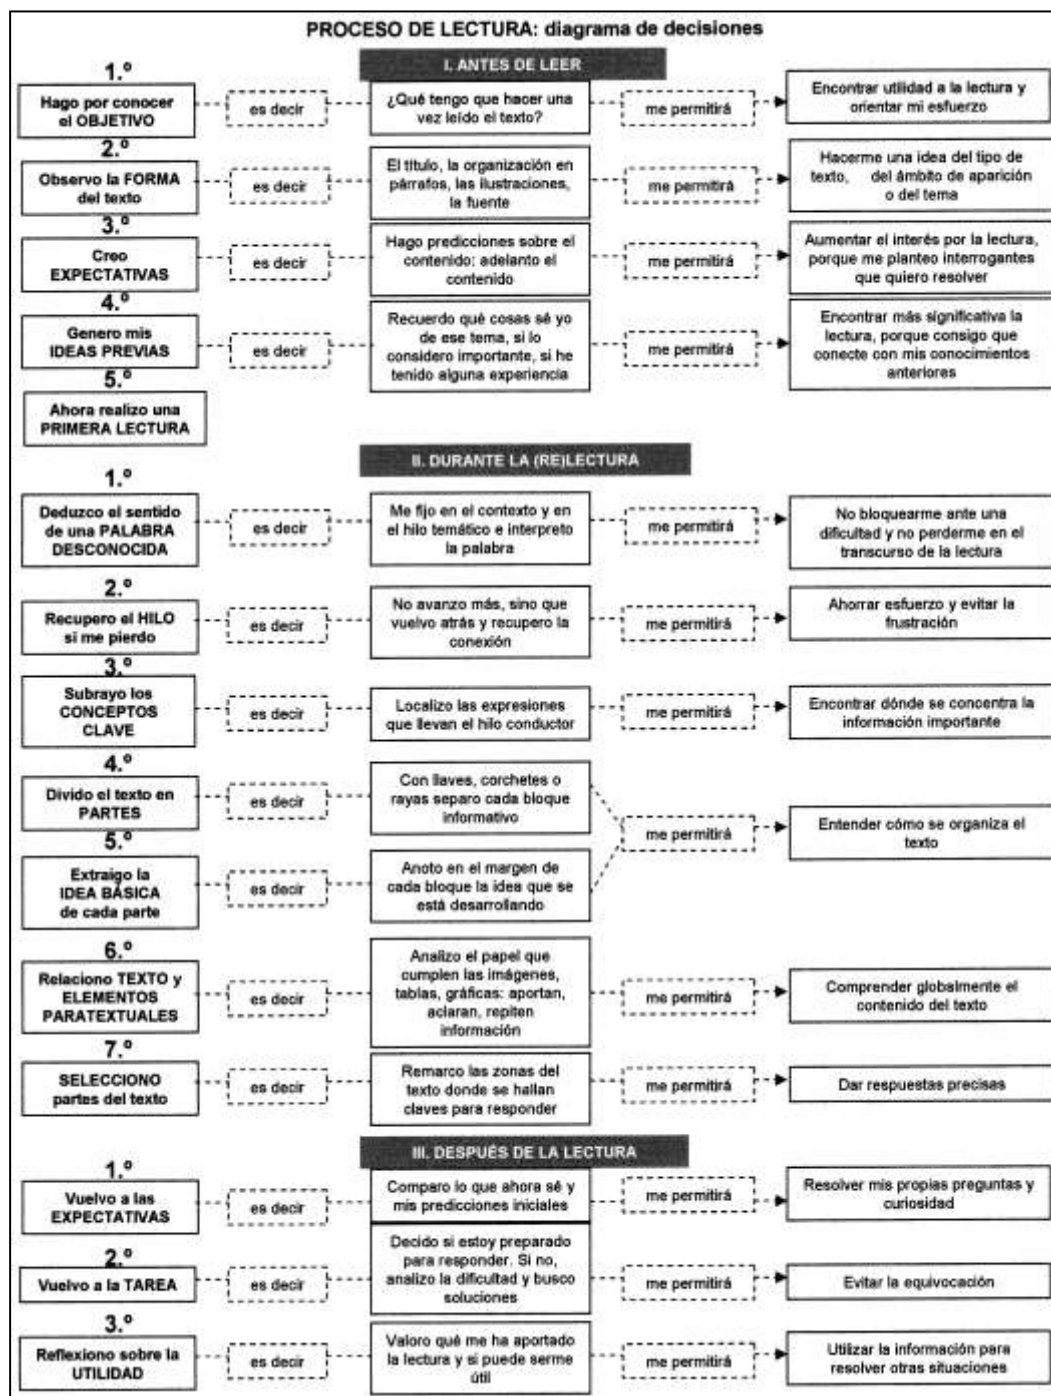 PROCESO DE LECTURA: diagrama de decisiones
I. ANTES DE LEER
1.º
Hago por conocer
el OBJETIVO
es decir
¿Qué tengo que hacer una
vez leído el texto?
me permitirá
Encontrar utilidad a la lectura y
orientar mi esfuerzo
2.º
Observo la FORMA
del texto
es decir
El título, la organización en
párrafos, las ilustraciones,
la fuente
me permitirá
Hacerme una idea del tipo de
texto, del ámbito de aparición
o del tema
3.º
Creo
EXPECTATIVAS
es decir
Hago predicciones sobre el
contenido: adelanto el
contenido
me permitirá
Aumentar el interés por la lectura,
porque me planteo interrogantes
que quiero resolver
4.º
Genero mis
IDEAS PREVIAS
es decir
Recuerdo qué cosas sé yo
de ese tema, si lo
considero importante, si he
tenido alguna experiencia
me permitirá
Encontrar más significativa la
lectura, porque consigo que
conecte con mis conocimientos
anteriores
5.º
Ahora realizo una
PRIMERA LECTURA
II. DURANTE LA (RE)LECTURA
1.º
Deduzco el sentido
de una PALABRA
DESCONOCIDA
es decir
Me fijo en el contexto y en
el hilo temático e interpreto
la palabra
me permitirá
No bloquearme ante una
dificultad y no perderme en el
transcurso de la lectura
2.º
Recupero el HILO
si me pierdo
es decir
No avanzo más, sino que
vuelvo atrás y recupero la
conexión
me permitirá
Ahorrar esfuerzo y evitar la
frustración
3.º
Subrayo los
CONCEPTOS
CLAVE
es decir
Localizo las expresiones
que llevan el hilo conductor
me permitirá
Encontrar dónde se concentra la
información importante
4.º
Divido el texto en
PARTES
es decir
Con llaves, corchetes o
rayas separo cada bloque
informativo
me permitirá
Entender cómo se organiza el
texto
5.º
Extraigo la
IDEA BÁSICA
de cada parte
es decir
Anoto en el margen de
cada bloque la idea que se
está desarrollando
6.º
Relaciono TEXTO y
ELEMENTOS
PARATEXTUALES
es decir
Analizo el papel que
cumplen las imágenes,
tablas, gráficas: aportan,
aclaran, repiten
información
me permitirá
Comprender globalmente el
contenido del texto
7.º
SELECCIONO
partes del texto
es decir
Remarco las zonas del
texto donde se hallan
claves para responder
me permitirá
Dar respuestas precisas
III. DESPUÉS DE LA LECTURA
1.º
Vuelvo a las
EXPECTATIVAS
es decir
Comparo lo que ahora sé y
mis predicciones iniciales
me permitirá
Resolver mis propias preguntas y
curiosidad
2.º
Vuelvo a la TAREA
es decir
Decido si estoy preparado
para responder. Si no,
analizo la dificultad y busco
soluciones
me permitirá
Evitar la equivocación
3.º
Reflexiono sobre la
UTILIDAD
es decir
Valoro qué me ha aportado
la lectura y si puede serme
útil
me permitirá
Utilizar la información para
resolver otras situaciones